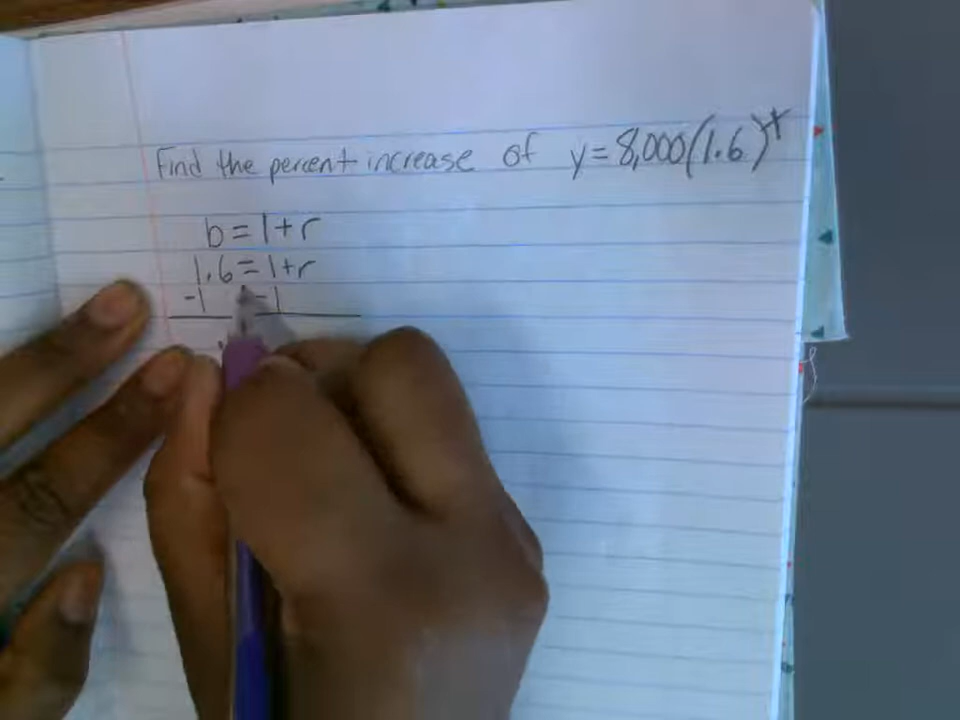 Find the percent increase of y=8,000(1.6)^x
b=1+r
1.6=1+r
-1 -1